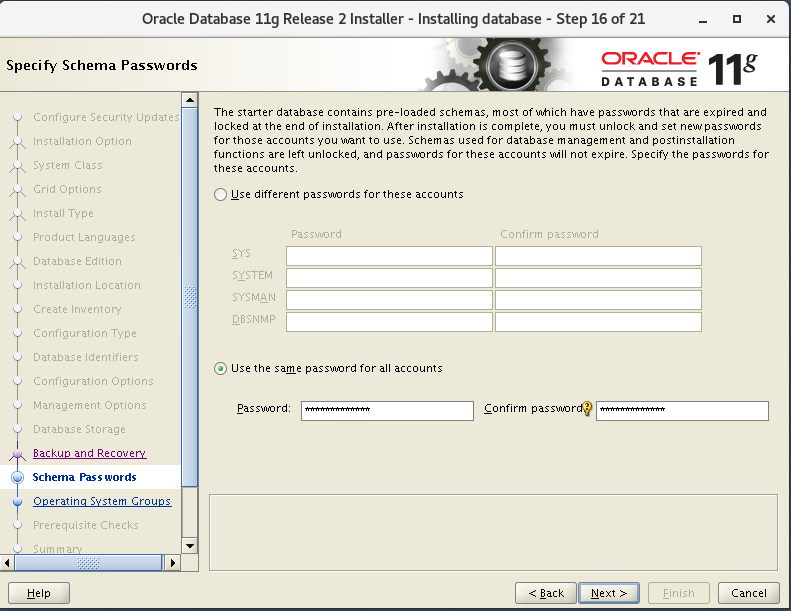 Oracle Database 11g Release 2 Installer - Installing database - Step 16 of 21
Specify Schema Passwords
ORACLE
DATABASE
11g
Configure Security Updates
Installation Option
System Class
Grid Options
Install Type
Product Languages
Database Edition
Installation Location
Create Inventory
Configuration Type
Database Identifiers
Configuration Options
Management Options
Database Storage
Backup and Recovery
Schema Passwords
Operating System Groups
Prerequisite Checks
Summary
The starter database contains pre-loaded schemas, most of which have passwords that are expired and
locked at the end of installation. After installation is complete, you must unlock and set new passwords
for those accounts you want to use. Schemas used for database management and postinstallation
functions are left unlocked, and passwords for these accounts will not expire. Specify the passwords for
these accounts.
Use different passwords for these accounts
Password Confirm password
SYS
SYSTEM
SYSMAN
DBSNMP
Use the same password for all accounts
Password: ************* Confirm password *************
Help < Back Next > Finish Cancel